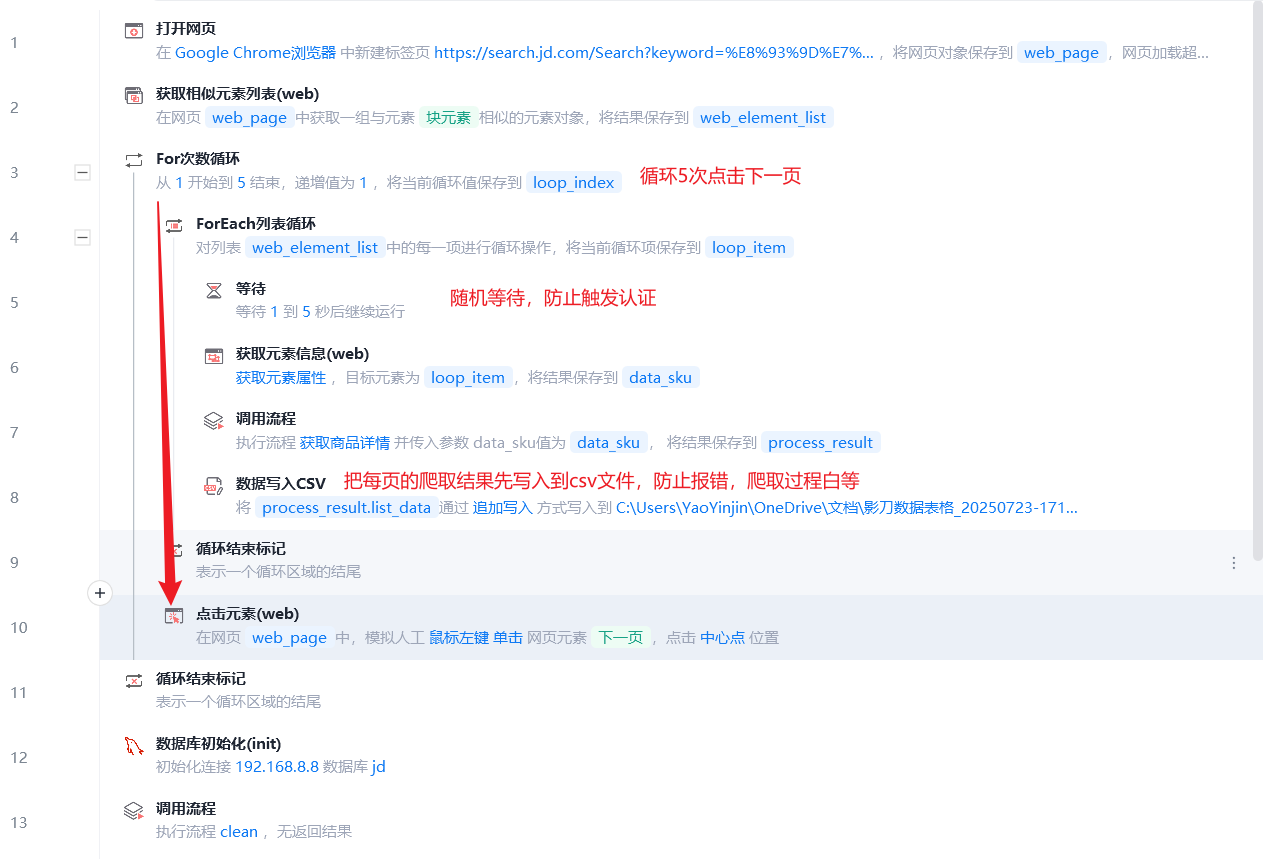 1
打开网页
在 Google Chrome浏览器 中新建标签页 https://search.jd.com/Search?keyword=%E8%93%9D%E7%... ，将网页对象保存到 web_page ，网页加载超...
2
获取相似元素列表(web)
在网页 web_page 中获取一组与元素 块元素 相似的元素对象，将结果保存到 web_element_list
3
For次数循环
从 1 开始到 5 结束，递增值为 1 ，将当前循环值保存到 loop_index
循环5次点击下一页
4
ForEach列表循环
对列表 web_element_list 中的每一项进行循环操作，将当前循环项保存到 loop_item
5
等待
等待 1 到 5 秒后继续运行
随机等待，防止触发认证
6
获取元素信息(web)
获取元素属性 ，目标元素为 loop_item ，将结果保存到 data_sku
7
调用流程
执行流程 获取商品详情 并传入参数 data_sku值为 data_sku ， 将结果保存到 process_result
8
数据写入CSV
把每页的爬取结果先写入到csv文件，防止报错，爬取过程白等
将 process_result.list_data 通过 追加写入 方式写入到 C:\Users\YaoYinjin\OneDrive\文档\影刀数据表格_20250723-171...
9
循环结束标记
表示一个循环区域的结尾
10
点击元素(web)
在网页 web_page 中，模拟人工 鼠标左键 单击 网页元素 下一页 ，点击 中心点 位置
11
循环结束标记
表示一个循环区域的结尾
12
数据库初始化(init)
初始化连接 192.168.8.8 数据库 jd
13
调用流程
执行流程 clean ，无返回结果